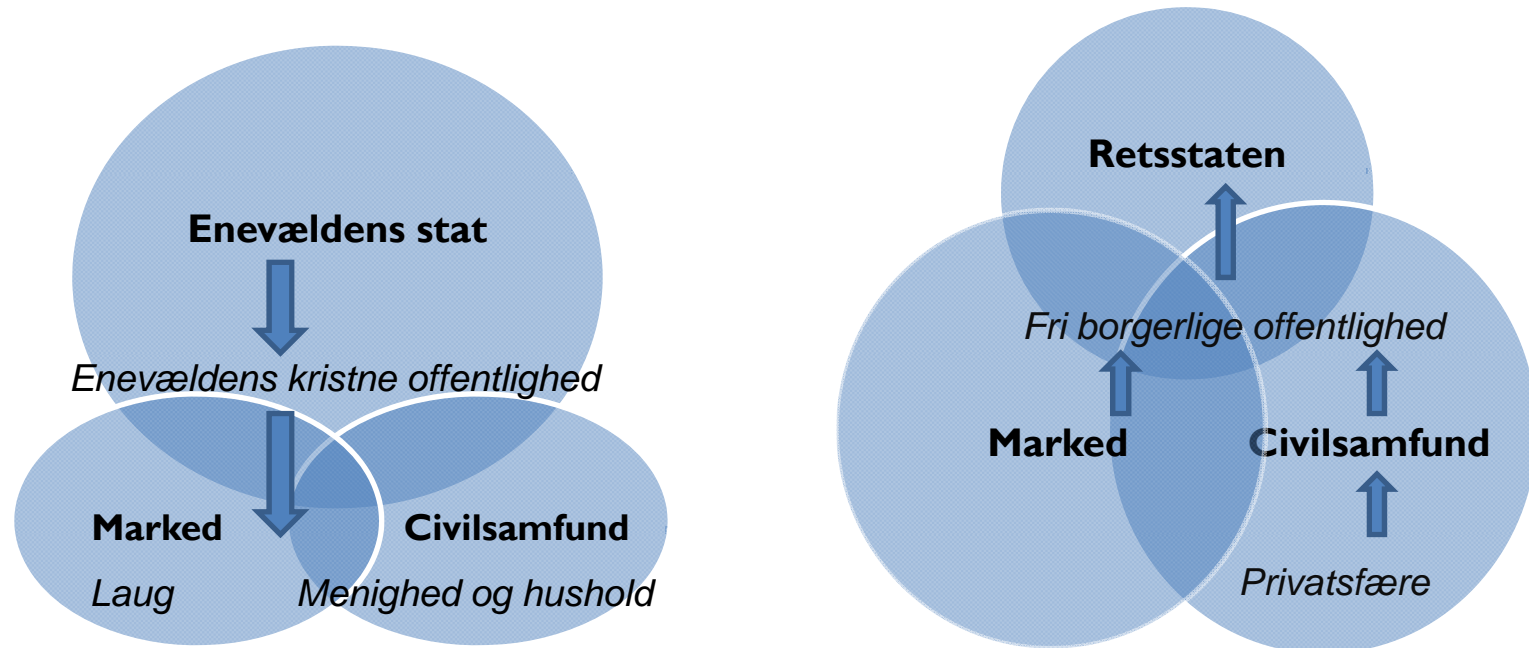 Enevældens stat
Enevældens kristne offentlighed
Marked
Civilsamfund
Laug
Menighed og hushold
Retsstaten
Fri borgerlige offentlighed
Marked
Civilsamfund
Privatsfære